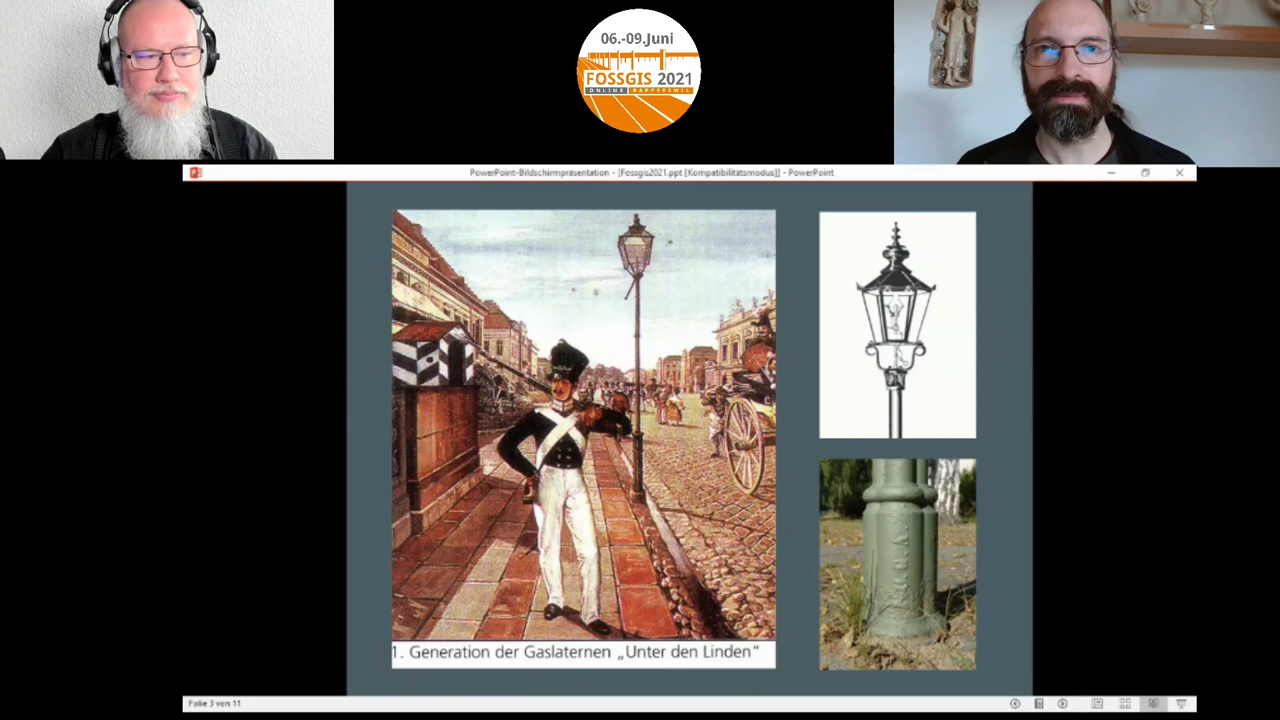 06.-09.Juni
FOSSGIS 2021
ONLINE RAPPERSWIL
PowerPoint-Bildschirmpräsentation - [Fossgis2021.ppt [Kompatibilitätsmodus]] - PowerPoint
1. Generation der Gaslaternen „Unter den Linden“
Folie 3 von 11